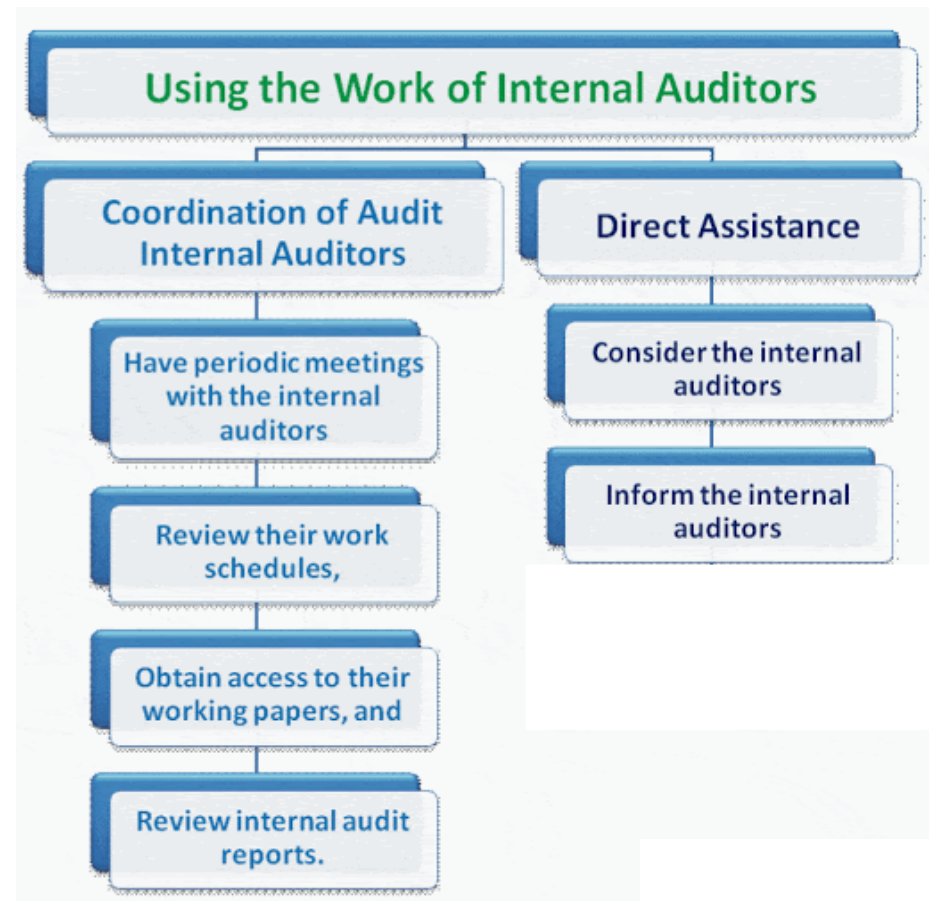 Using the Work of Internal Auditors
Coordination of Audit
Internal Auditors
Have periodic meetings
with the internal
auditors
Review their work
schedules,
Obtain access to their
working papers, and
Review internal audit
reports.
Direct Assistance
Consider the internal
auditors
Inform the internal
auditors